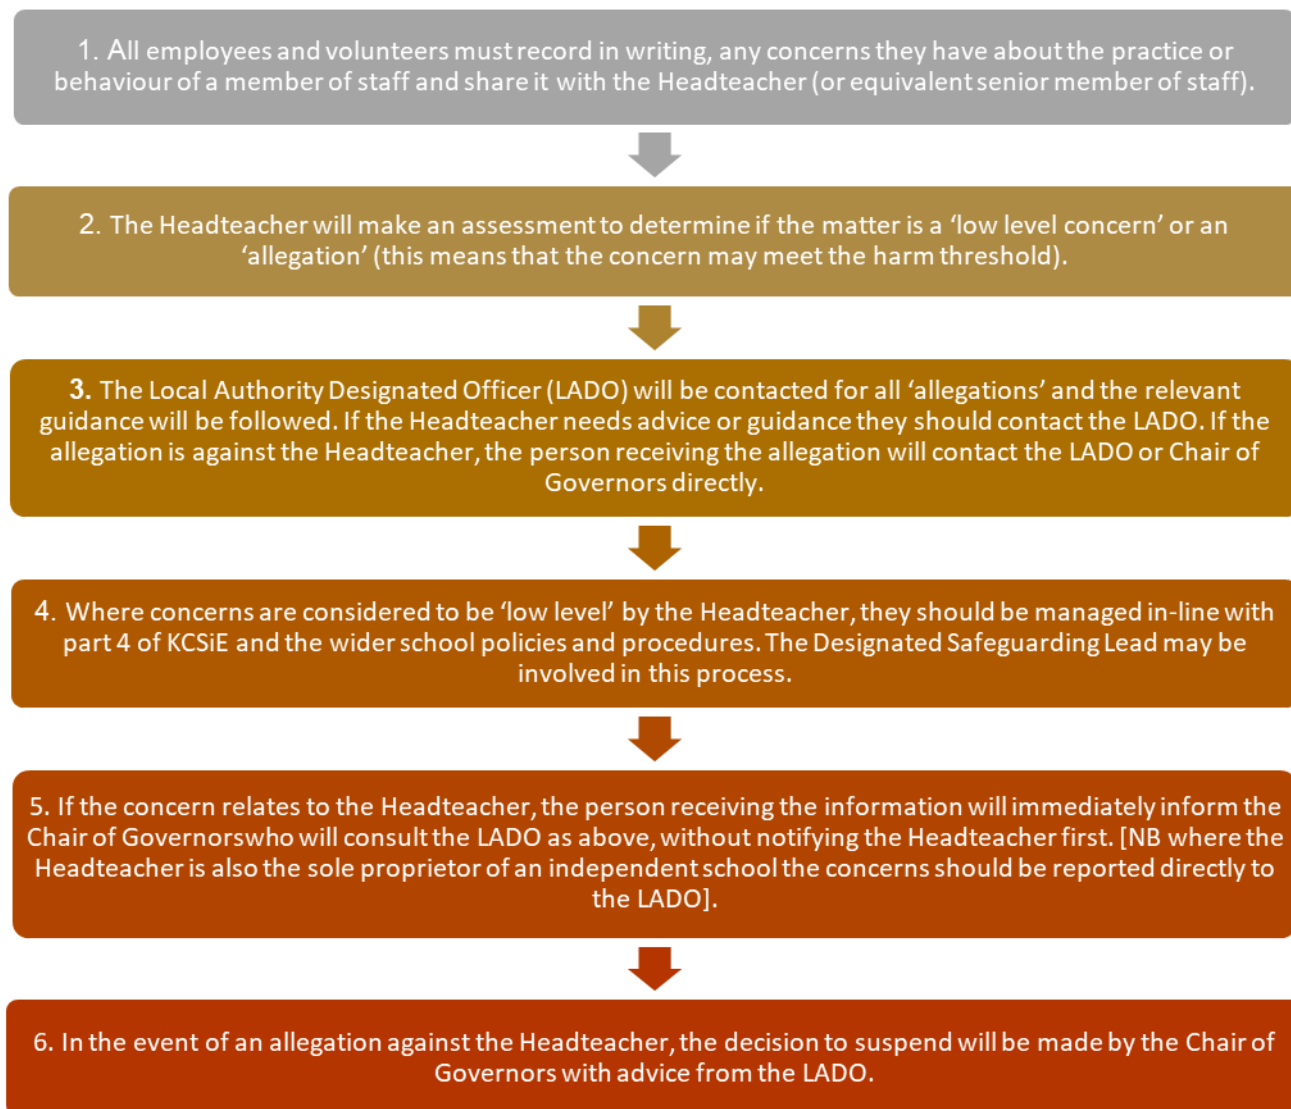 1. All employees and volunteers must record in writing, any concerns they have about the practice or
behaviour of a member of staff and share it with the Headteacher (or equivalent senior member of staff).
2. The Headteacher will make an assessment to determine if the matter is a ‘low level concern’ or an
‘allegation’ (this means that the concern may meet the harm threshold).
3. The Local Authority Designated Officer (LADO) will be contacted for all ‘allegations’ and the relevant
guidance will be followed. If the Headteacher needs advice or guidance they should contact the LADO. If the
allegation is against the Headteacher, the person receiving the allegation will contact the LADO or Chair of
Governors directly.
4. Where concerns are considered to be ‘low level’ by the Headteacher, they should be managed in-line with
part 4 of KCSiE and the wider school policies and procedures. The Designated Safeguarding Lead may be
involved in this process.
5. If the concern relates to the Headteacher, the person receiving the information will immediately inform the
Chair of Governorswho will consult the LADO as above, without notifying the Headteacher first. [NB where the
Headteacher is also the sole proprietor of an independent school the concerns should be reported directly to
the LADO].
6. In the event of an allegation against the Headteacher, the decision to suspend will be made by the Chair of
Governors with advice from the LADO.